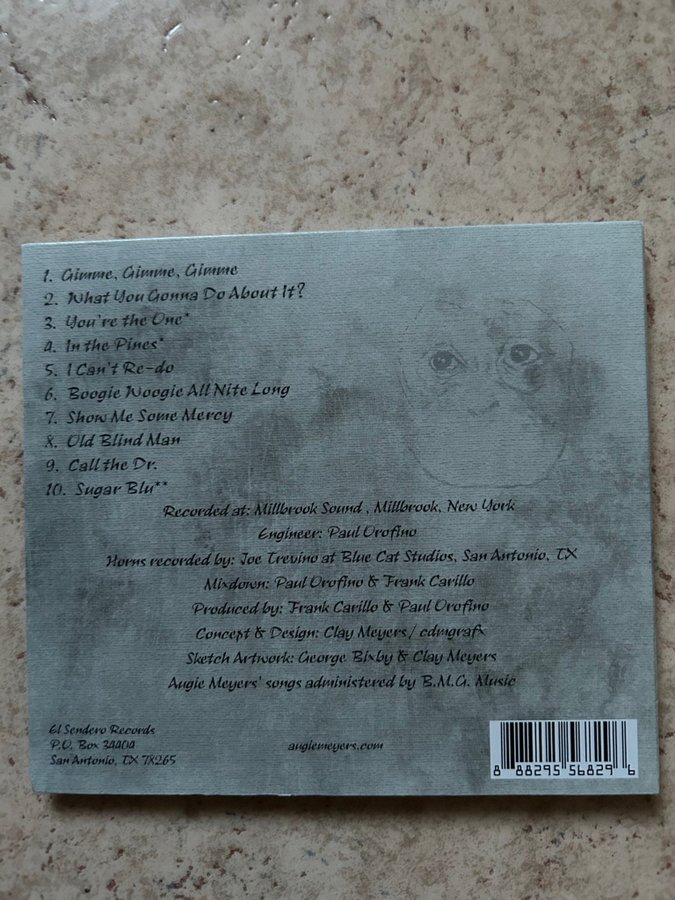 1. Gimme, Gimme, Gimme
2. What You Gonna Do About It?
3. You're the One*
4. In the Pines*
5. I Can't Re-do
6. Boogie Woogie All Nite Long
7. Show Me Some Mercy
8. Old Blind Man
9. Call the Dr.
10. Sugar Blu**
Recorded at: Millbrook Sound , Millbrook, New York
Engineer: Paul Orofino
Horns recorded by: Joe Trevino at Blue Cat Studios, San Antonio, TX
Mixdown: Paul Orofino & Frank Carillo
Produced by: Frank Carillo & Paul Orofino
Concept & Design: Clay Meyers / cdmgrafx
Sketch Artwork: George Bixby & Clay Meyers
Augie Meyers' songs administered by B.M.G. Music
El Sendero Records
P.O. Box
San Antonio, TX 78265
augiemeyers.com
8 88295 56829 6